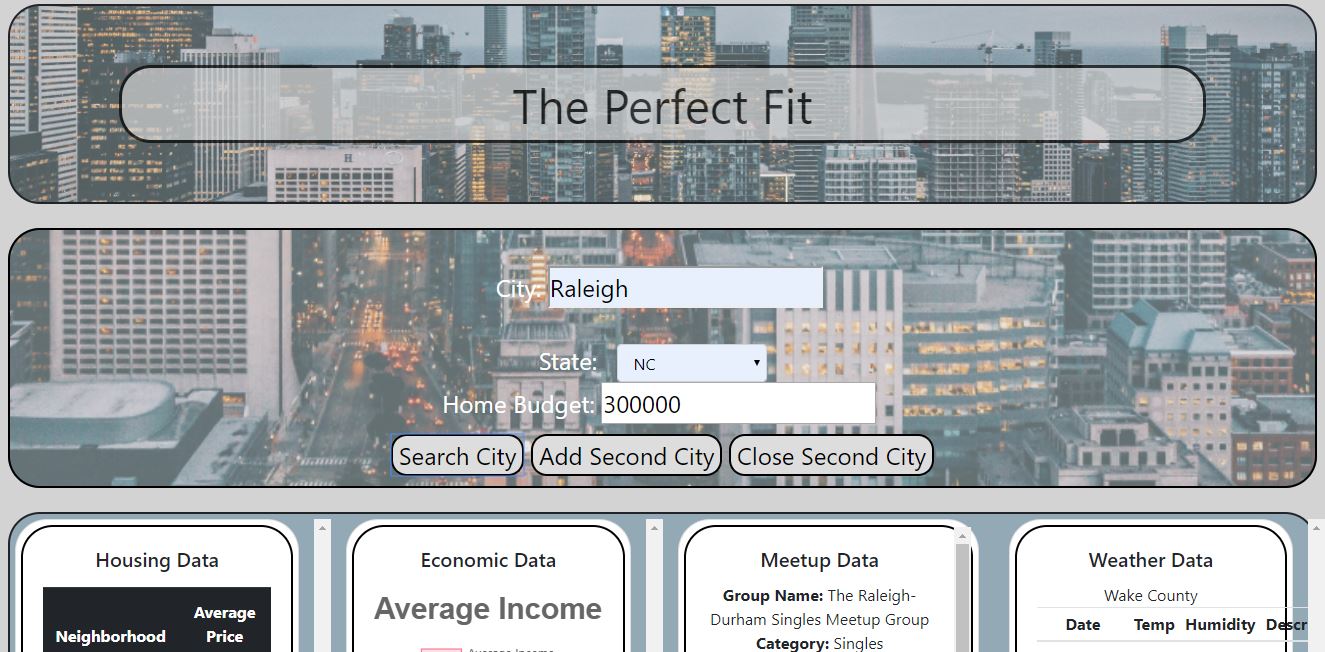 The Perfect Fit
H
City: Raleigh
State: NC
Home Budget: 300000
Search City Add Second City Close Second City
Housing Data
Neighborhood Average Price
Economic Data
Average Income
Average Income
Meetup Data
Group Name: The Raleigh-
Durham Singles Meetup Group
Category: Singles
Weather Data
Wake County
Date Temp Humidity Descr